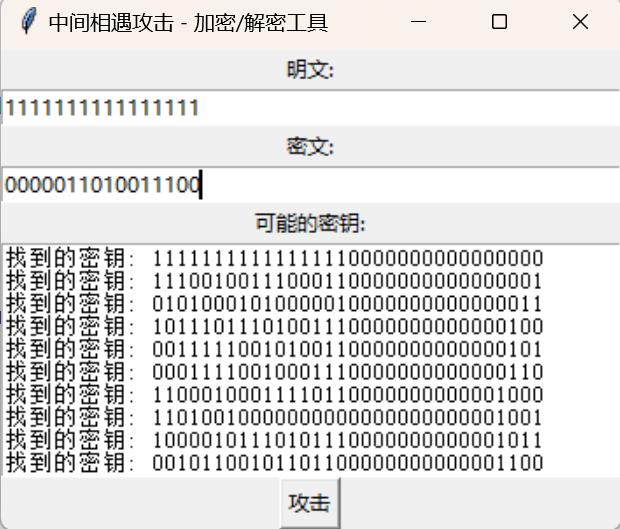 中间相遇攻击 - 加密/解密工具
明文:
1111111111111111
密文:
0000011010011100
可能的密钥:
找到的密钥: 11111111111111110000000000000000
找到的密钥: 11100100111000110000000000000001
找到的密钥: 01010001010000010000000000000011
找到的密钥: 10111011101001110000000000000100
找到的密钥: 00111110010100110000000000000101
找到的密钥: 00011110010001110000000000000110
找到的密钥: 11000100011110110000000000001000
找到的密钥: 11010010000000000000000000001001
找到的密钥: 10000101110101110000000000001011
找到的密钥: 00101100101101100000000000001100
攻击